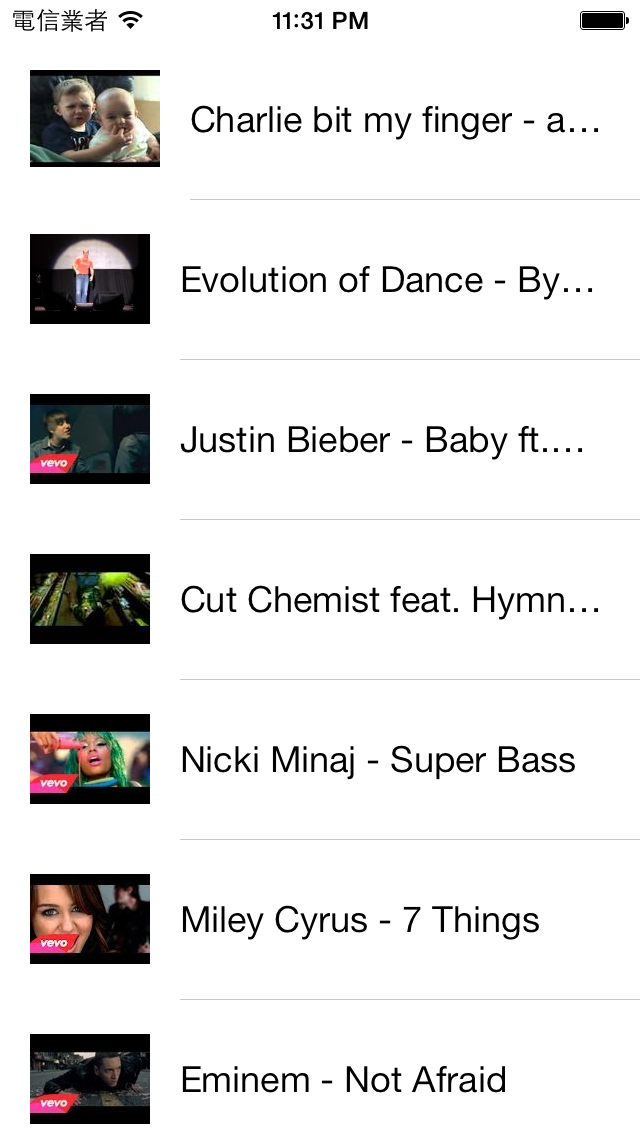 電信業者 11:31 PM
Charlie bit my finger - a…
Evolution of Dance - By…
Justin Bieber - Baby ft.…
vevo
Cut Chemist feat. Hymn…
Nicki Minaj - Super Bass
vevo
Miley Cyrus - 7 Things
vevo
Eminem - Not Afraid
vevo